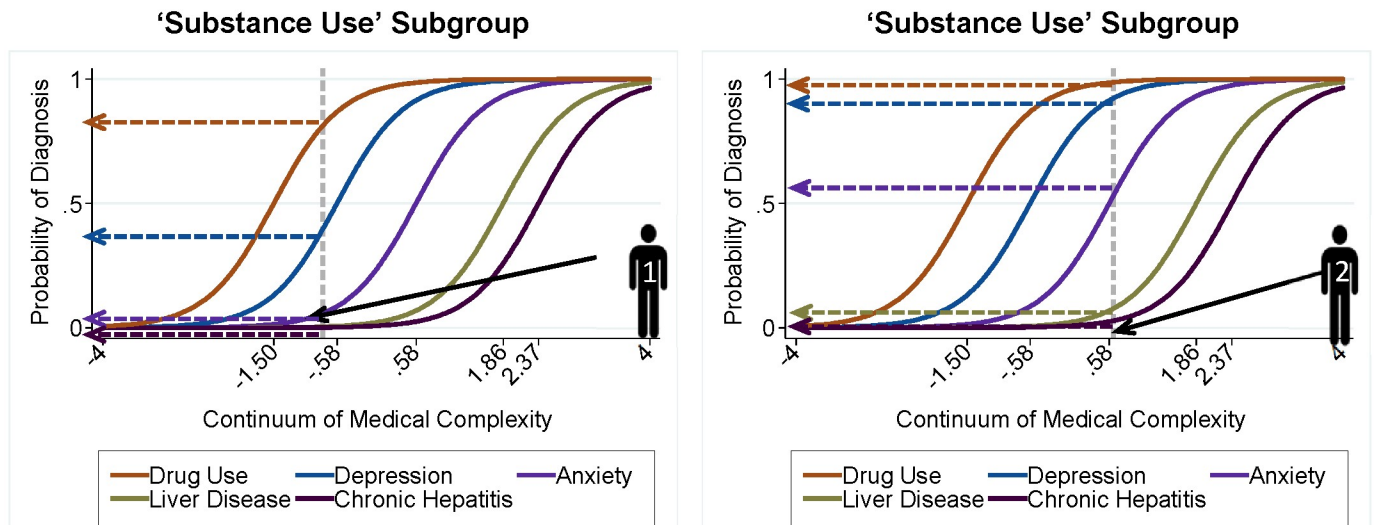 ‘Substance Use’ Subgroup
Probability of Diagnosis
1
.5
0
-4
-1.50
-.58
.58
1.86
2.37
4
1
Continuum of Medical Complexity
Drug Use Depression Anxiety
Liver Disease Chronic Hepatitis
‘Substance Use’ Subgroup
Probability of Diagnosis
1
.5
0
-4
-1.50
-.58
.58
1.86
2.37
4
2
Continuum of Medical Complexity
Drug Use Depression Anxiety
Liver Disease Chronic Hepatitis